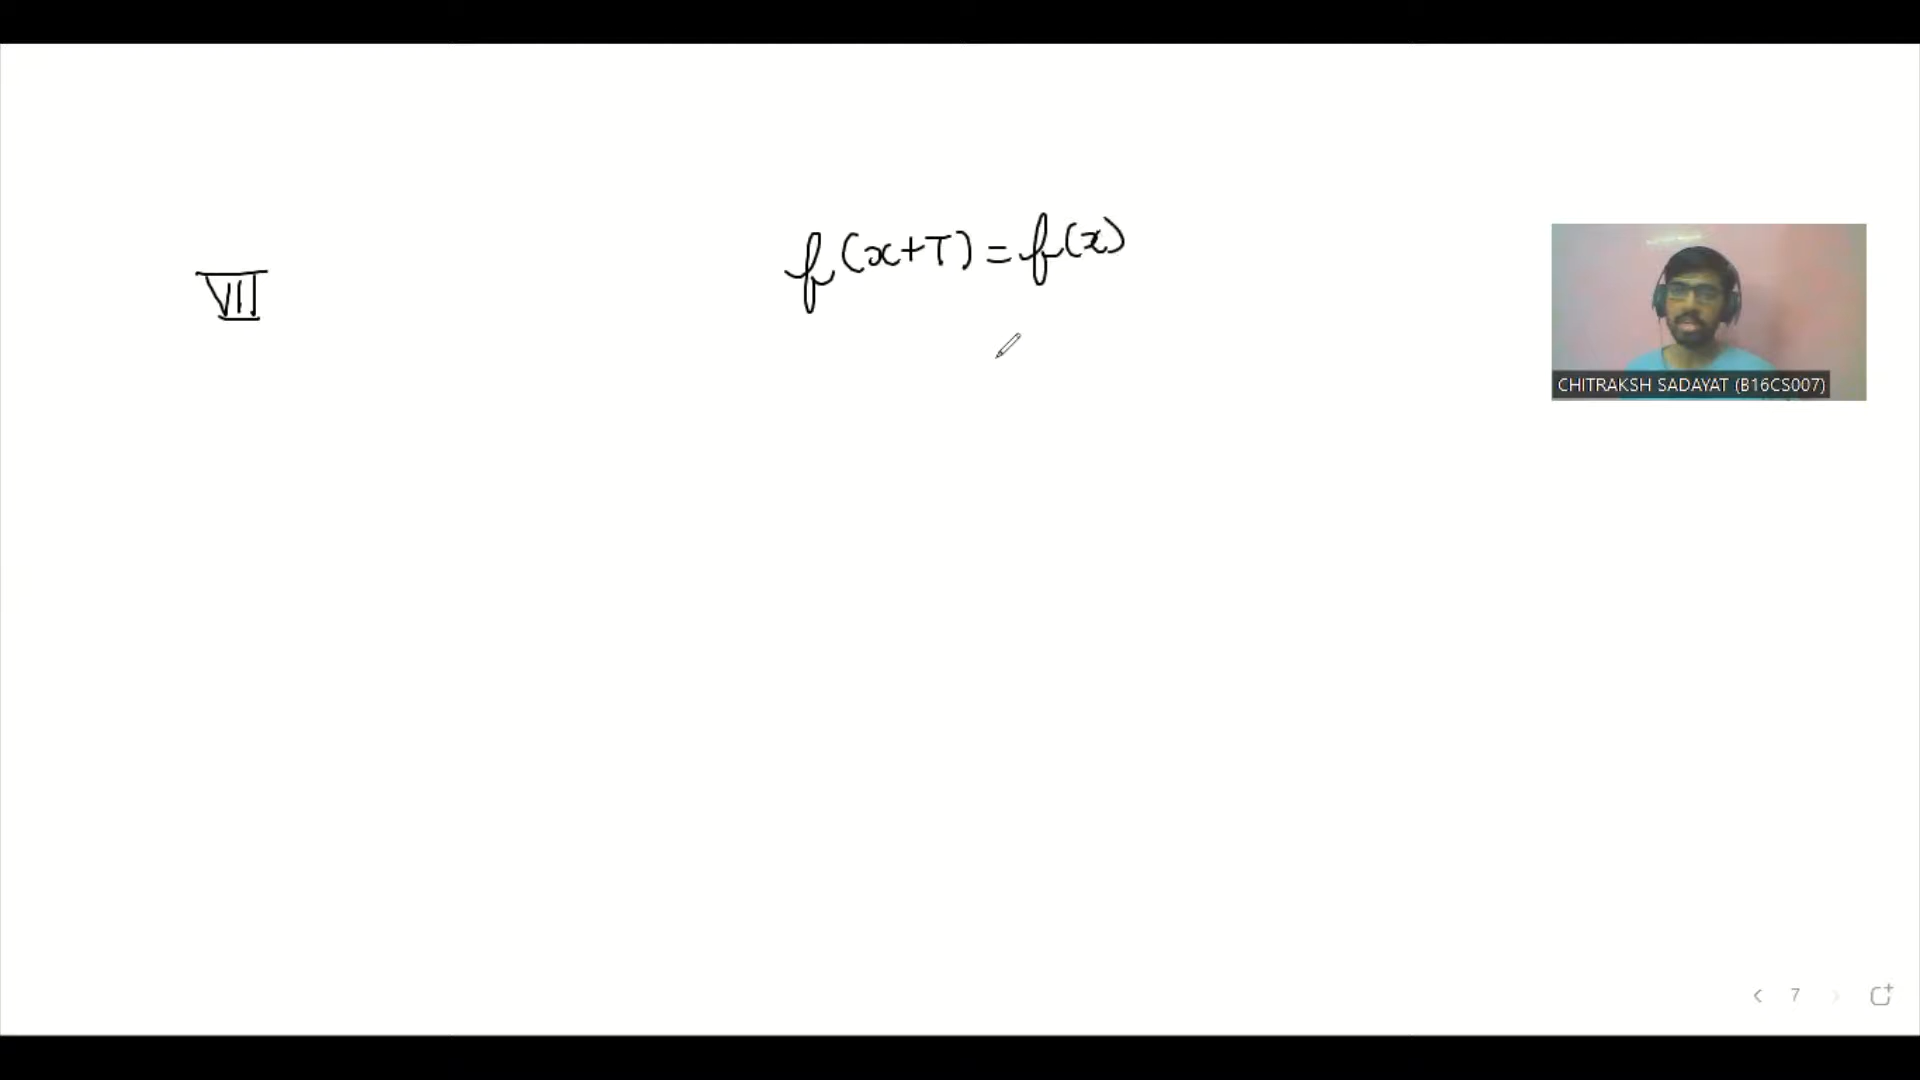 f(x+T) = f(x)
VII
CHITRAKSH SADAYAT (B16CS007)
< 7 >